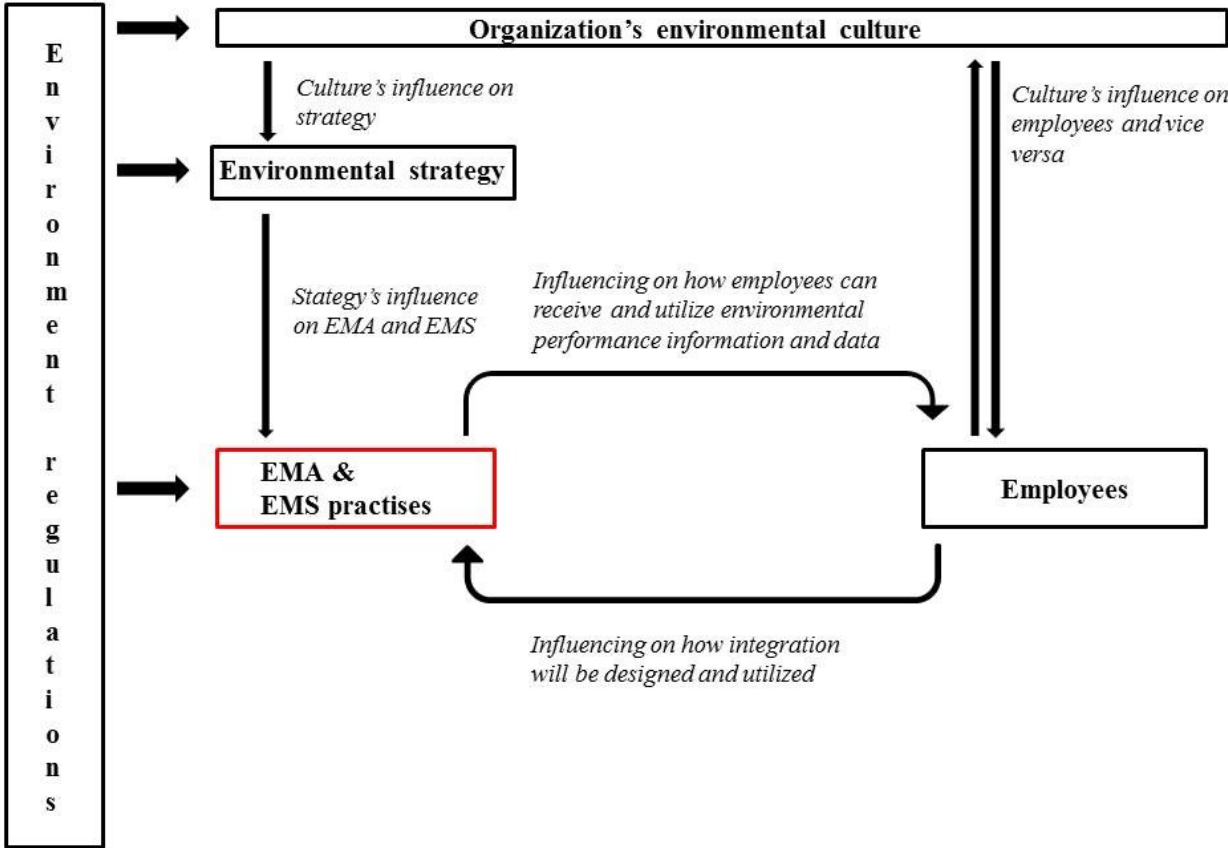 Environment regulations
Organization's environmental culture
Culture's influence on
strategy
Culture's influence on
employees and vice
versa
Environmental strategy
Stategy's influence
on EMA and EMS
Influencing on how employees can
receive and utilize environmental
performance information and data
EMA &
EMS practises
Employees
Influencing on how integration
will be designed and utilized